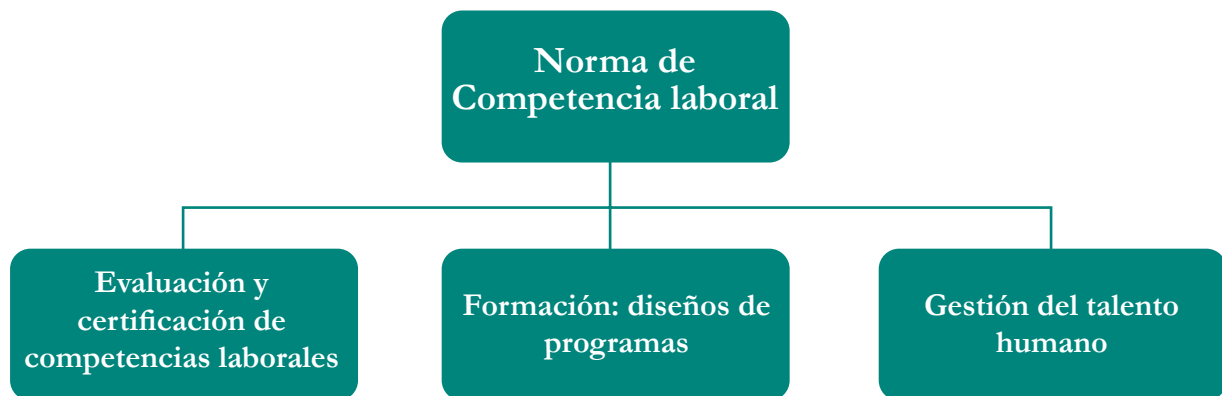 Norma de
Competencia laboral
Evaluación y
certificación de
competencias laborales
Formación: diseños de
programas
Gestión del talento
humano